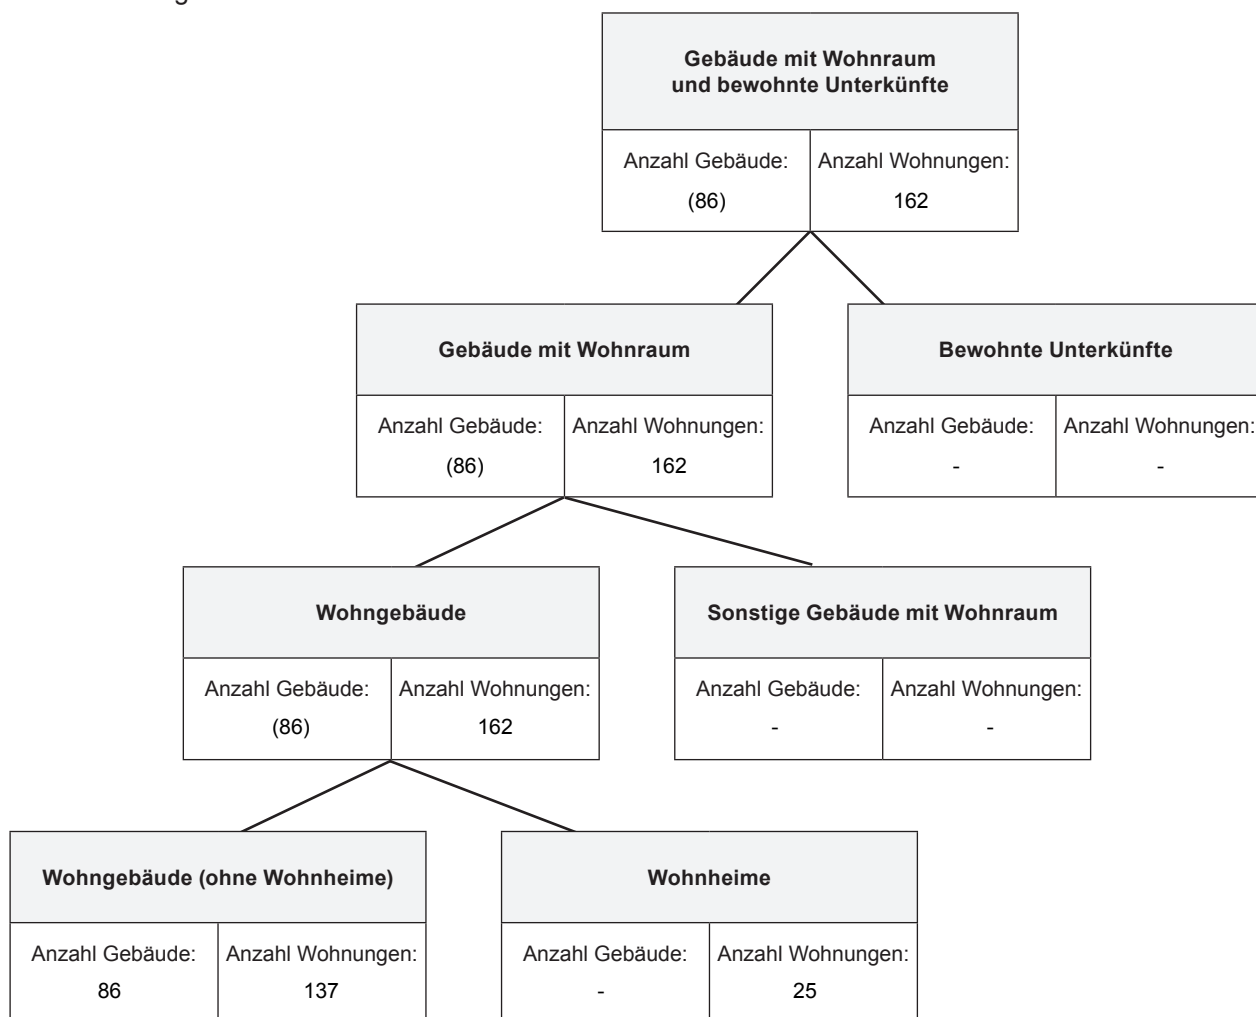 Gebäude mit Wohnraum
und bewohnte Unterkünfte
Anzahl Gebäude: Anzahl Wohnungen:
(86) 162
Gebäude mit Wohnraum Bewohnte Unterkünfte
Anzahl Gebäude: Anzahl Wohnungen: Anzahl Gebäude: Anzahl Wohnungen:
(86) 162 - -
Wohngebäude Sonstige Gebäude mit Wohnraum
Anzahl Gebäude: Anzahl Wohnungen: Anzahl Gebäude: Anzahl Wohnungen:
(86) 162 - -
Wohngebäude (ohne Wohnheime) Wohnheime
Anzahl Gebäude: Anzahl Wohnungen: Anzahl Gebäude: Anzahl Wohnungen:
86 137 - 25